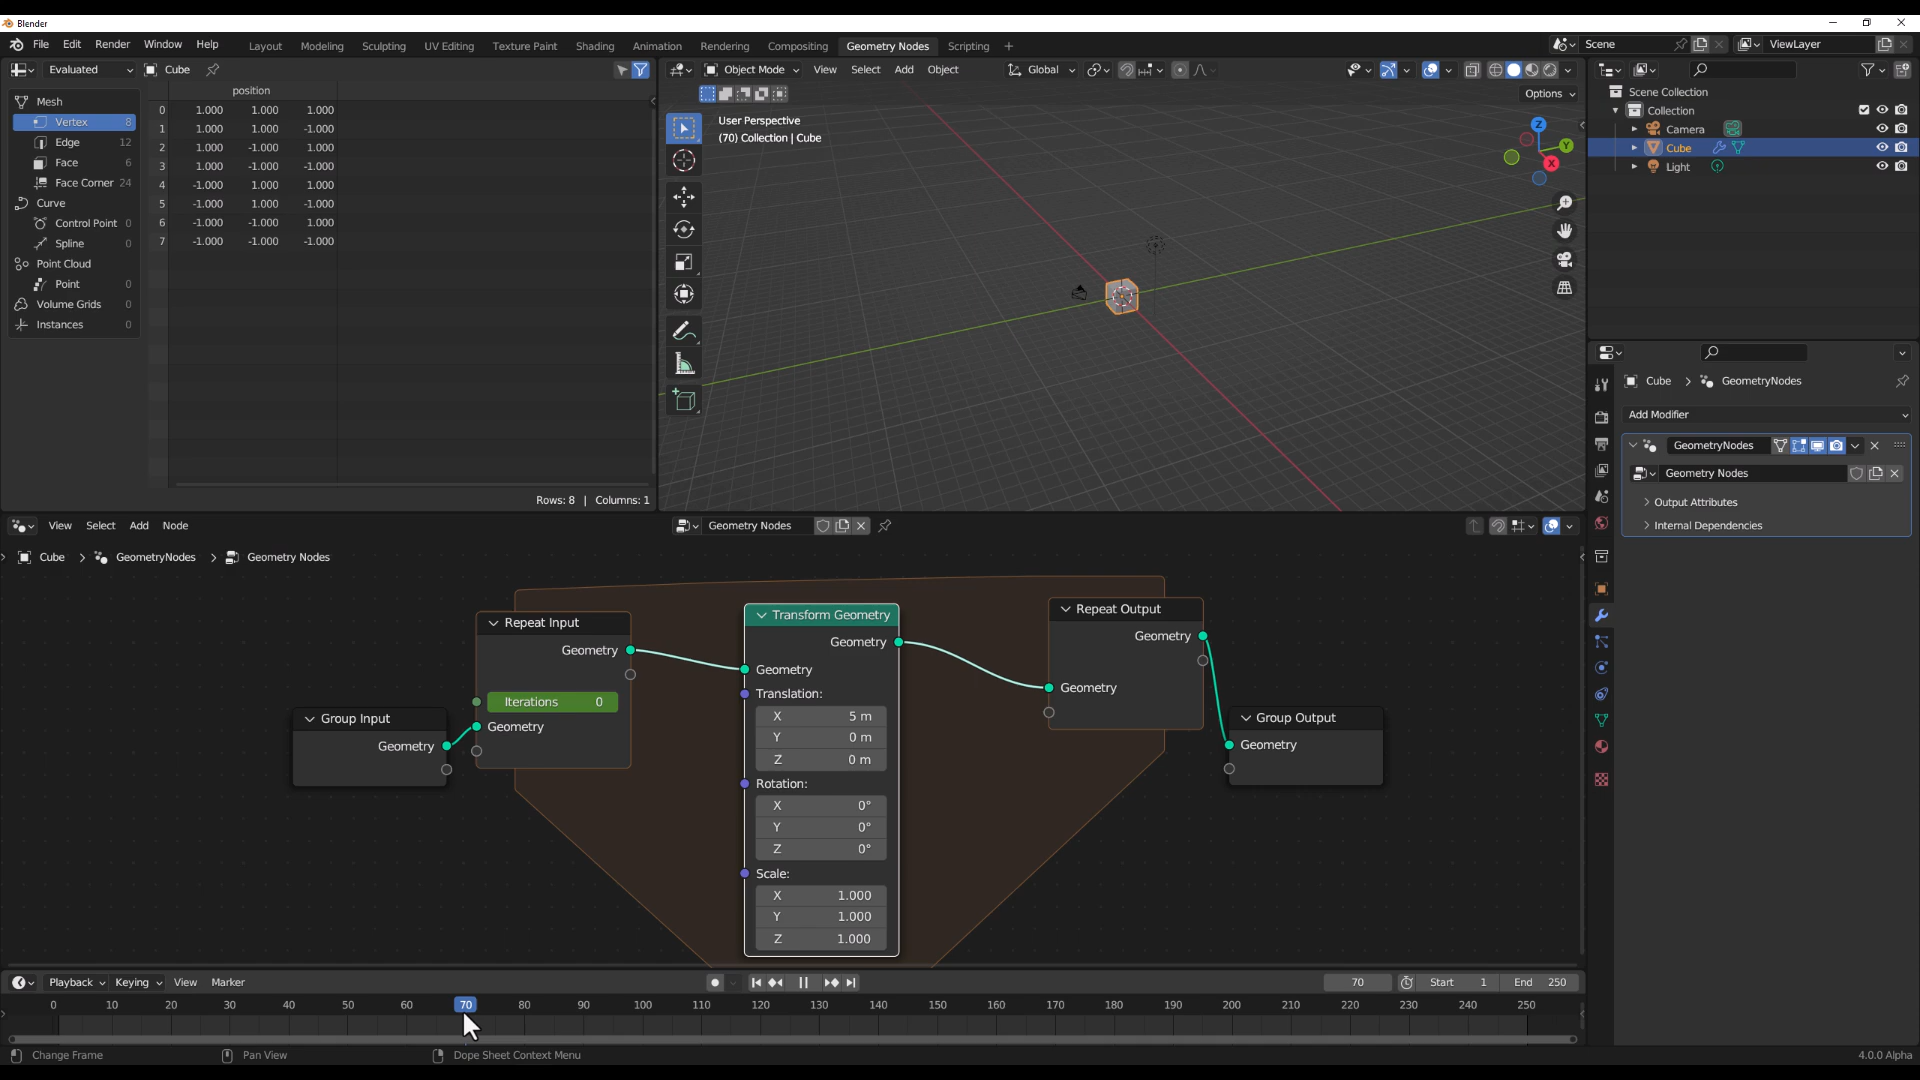 Blender
File Edit Render Window Help Layout Modeling Sculpting UV Editing Texture Paint Shading Animation Rendering Compositing Geometry Nodes Scripting + Scene ViewLayer
Evaluated Cube
position
Mesh
Vertex 8
Edge 12
Face 6
Face Corner 24
Curve
Control Point 0
Spline 0
Point Cloud
Point 0
Volume Grids 0
Instances 0
0 1.000 1.000 1.000
1 1.000 1.000 -1.000
2 1.000 -1.000 1.000
3 1.000 -1.000 -1.000
4 -1.000 1.000 1.000
5 -1.000 1.000 -1.000
6 -1.000 -1.000 1.000
7 -1.000 -1.000 -1.000
Rows: 8 | Columns: 1
Object Mode View Select Add Object Global
Options
User Perspective
(70) Collection | Cube
Z
Y
X
Scene Collection
Collection
Camera
Cube
Light
Cube > GeometryNodes
Add Modifier
GeometryNodes
Geometry Nodes
Output Attributes
Internal Dependencies
View Select Add Node Geometry Nodes
Cube > GeometryNodes > Geometry Nodes
Group Input
Geometry
Repeat Input
Geometry
Iterations 0
Geometry
Transform Geometry
Geometry
Geometry
Translation:
X 5 m
Y 0 m
Z 0 m
Rotation:
X 0°
Y 0°
Z 0°
Scale:
X 1.000
Y 1.000
Z 1.000
Repeat Output
Geometry
Geometry
Group Output
Geometry
Playback Keying View Marker 70 Start 1 End 250
0 10 20 30 40 50 60 70 80 90 100 110 120 130 140 150 160 170 180 190 200 210 220 230 240 250
Change Frame Pan View Dope Sheet Context Menu 4.0.0 Alpha